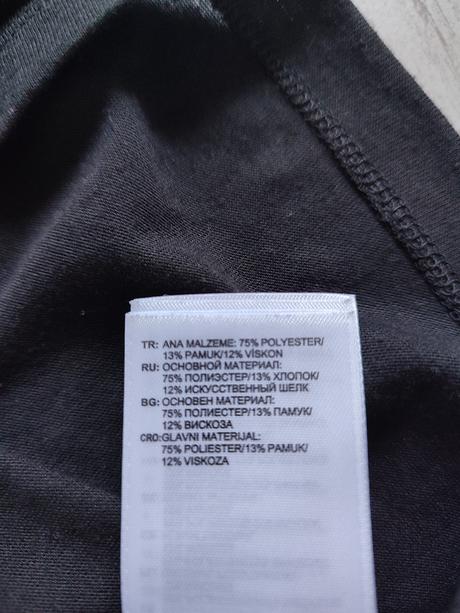 TR: ANA MALZEME: 75% POLYESTER/
13% PAMUK/12% VİSKON
RU: ОСНОВНОЙ МАТЕРИАЛ:
75% ПОЛИЭСТЕР/13% ХЛОПОК/
12% ИСКУССТВЕННЫЙ ШЕЛК
BG: ОСНОВЕН МАТЕРИАЛ:
75% ПОЛИЕСТЕР/13% ПАМУК/
12% ВИСКОЗА
CRO:GLAVNI MATERIJAL:
75% POLIESTER/13% PAMUK/
12% VISKOZA